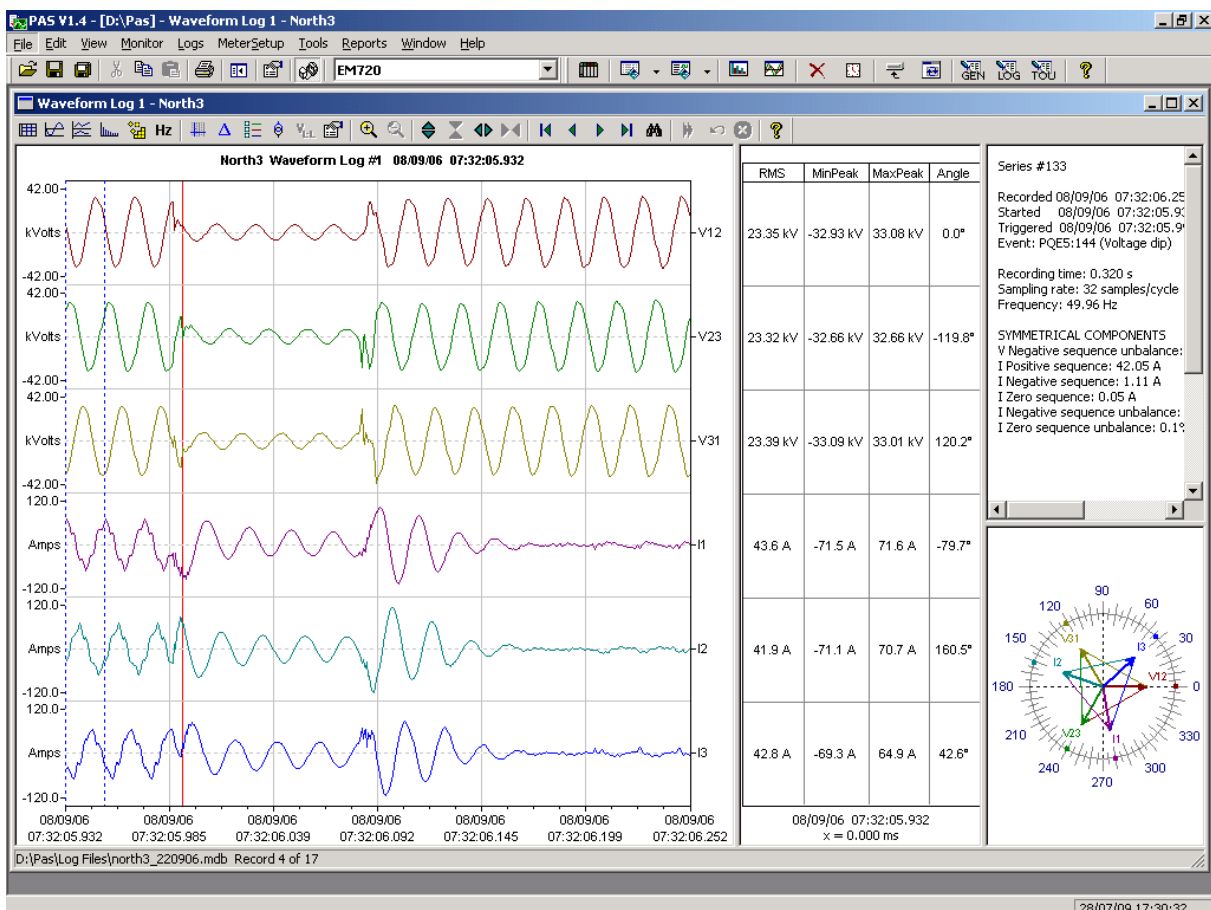 PAS V1.4 - [D:\Pas] - Waveform Log 1 - North3
File Edit View Monitor Logs MeterSetup Tools Reports Window Help
EM720 GEN LOG TOU
Waveform Log 1 - North3
Hz
North3 Waveform Log #1 08/09/06 07:32:05.932
42.00
kVolts
-42.00
V12
42.00
kVolts
-42.00
V23
42.00
kVolts
-42.00
V31
120.0
Amps
-120.0
I1
120.0
Amps
-120.0
I2
120.0
Amps
-120.0
I3
08/09/06 08/09/06 08/09/06 08/09/06 08/09/06 08/09/06 08/09/06
07:32:05.932 07:32:05.985 07:32:06.039 07:32:06.092 07:32:06.145 07:32:06.199 07:32:06.252
RMS MinPeak MaxPeak Angle
23.35 kV -32.93 kV 33.08 kV 0.0°
23.32 kV -32.66 kV 32.66 kV -119.8°
23.39 kV -33.09 kV 33.01 kV 120.2°
43.6 A -71.5 A 71.6 A -79.7°
41.9 A -71.1 A 70.7 A 160.5°
42.8 A -69.3 A 64.9 A 42.6°
08/09/06 07:32:05.932
x = 0.000 ms
Series #133
Recorded 08/09/06 07:32:06.25
Started 08/09/06 07:32:05.9
Triggered 08/09/06 07:32:05.9
Event: PQE5:144 (Voltage dip)
Recording time: 0.320 s
Sampling rate: 32 samples/cycle
Frequency: 49.96 Hz
SYMMETRICAL COMPONENTS
V Negative sequence unbalance:
I Positive sequence: 42.05 A
I Negative sequence: 1.11 A
I Zero sequence: 0.05 A
I Negative sequence unbalance:
I Zero sequence unbalance: 0.1%
90
120 60
150 V31 I3 30
I2
180 V12 0
210 V23 I1 330
240 300
270
D:\Pas\Log Files\north3_220906.mdb Record 4 of 17
28/07/09 17:30:32